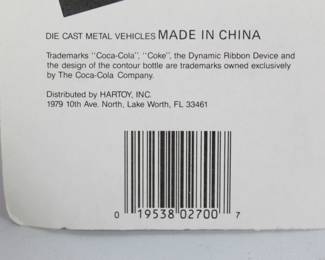 DIE CAST METAL VEHICLES MADE IN CHINA
Trademarks "Coca-Cola", "Coke", the Dynamic Ribbon Device and
the design of the contour bottle are trademarks owned exclusively
by The Coca-Cola Company.
Distributed by HARTOY, INC.
1979 10th Ave. North, Lake Worth, FL 33461
0 19538 02700 7